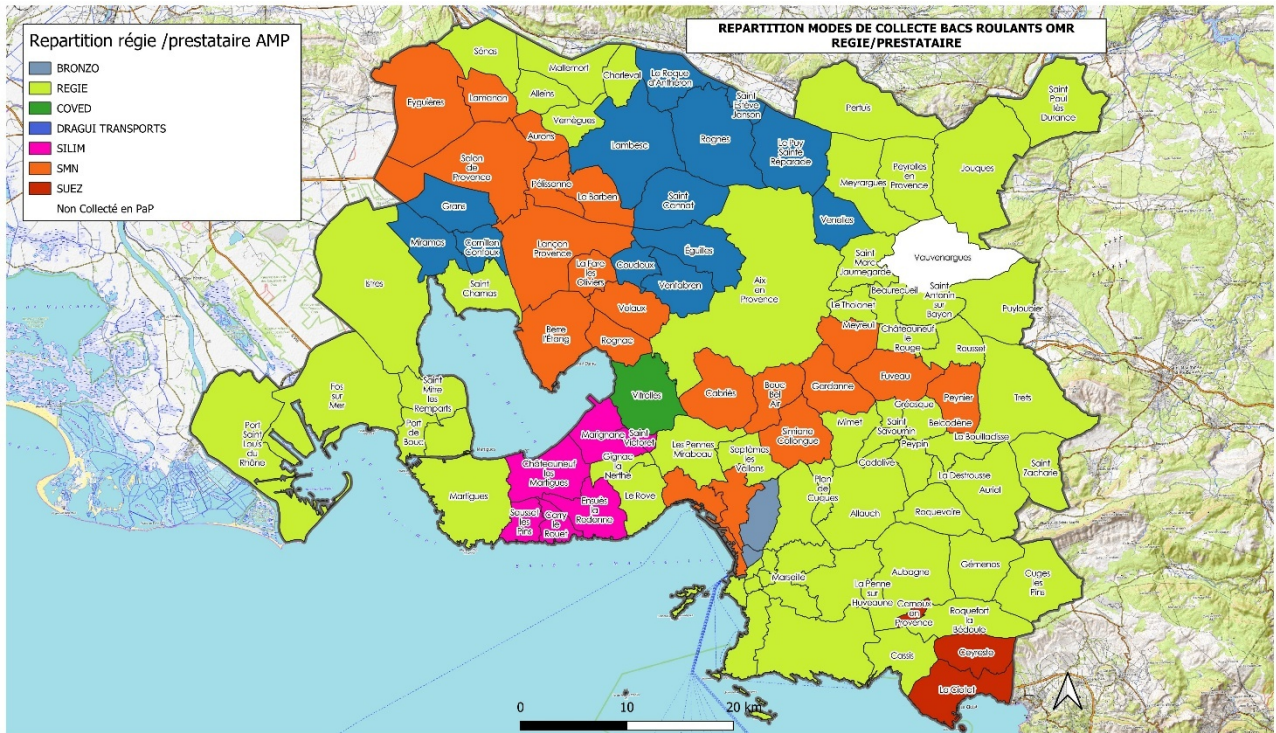 REPARTITION MODES DE COLLECTE BACS ROULANTS OMR
REGIE/PRESTATAIRE
Repartition régie /prestataire AMP
BRONZO
REGIE
COVED
DRAGUI TRANSPORTS
SILIM
SMN
SUEZ
Non Collecté en PaP
Sénas
Mallemort
Charleval
Alleins
Vernègues
La Roque
d'Anthéron
Saint
Estève
Janson
Pertuis
Saint
Paul
lès
Durance
Eyguières
Lamanon
Aurons
Lambesc
Rognes
Le Puy
Sainte
Réparade
Meyrargues
Peyrolles
en
Provence
Jouques
Salon
de
Provence
Pélissanne
La Barben
Saint
Cannat
Venelles
Grans
Miramas
Cornillon
Confoux
Lançon
Provence
Éguilles
Coudoux
Ventabren
La Fare
les
Oliviers
Aix
en
Provence
Saint
Marc
Jaumegarde
Vauvenargues
Istres
Saint
Chamas
Velaux
Berre
l'Étang
Rognac
Le Tholonet
Beaurecueil
Saint
Antonin
sur
Bayon
Puyloubier
Meyreuil
Châteauneuf
le
Rouge
Rousset
Fos
sur
Mer
Saint
Mitre
les
Remparts
Port
de
Bouc
Port
Saint
Louis
du
Rhône
Vitrolles
Cabriès
Bouc
Bel
Air
Gardanne
Fuveau
Peynier
Trets
Gréasque
Belcodène
Simiane
Collongue
Mimet
Saint
Savournin
Peypin
La Bouilladisse
Marignane
Saint
Victoret
Les Pennes
Mirabeau
Septèmes
les
Vallons
Cadolive
La Destrousse
Auriol
Saint
Zacharie
Châteauneuf
les
Martigues
Gignac
la
Nerthe
Le Rove
Plan
de
Cuques
Allauch
Roquevaire
Martigues
Sausset
les
Pins
Carry
le
Rouet
Ensuès
la
Redonne
Marseille
La Penne
sur
Huveaune
Aubagne
Gémenos
Cuges
les
Pins
Carnoux
en
Provence
Roquefort
la
Bédoule
Cassis
Ceyreste
La Ciotat
0 10 20 km